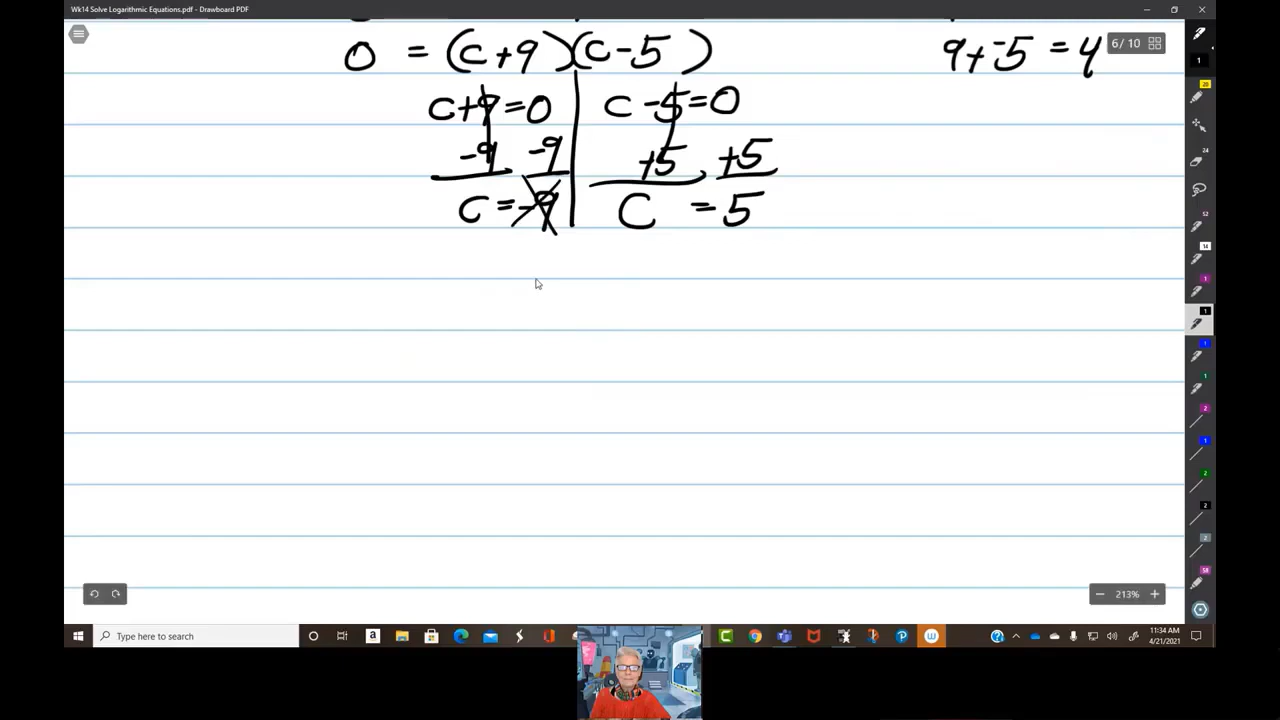 Wk14 Solve Logarithmic Equations.pdf - Drawboard PDF
0 = (c+9)(c-5)
9+-5=4
6/10
c+9=0
c-5=0
-9 -9
+5 +5
c=-9
c=5
213%
Type here to search
11:34 AM
4/21/2021